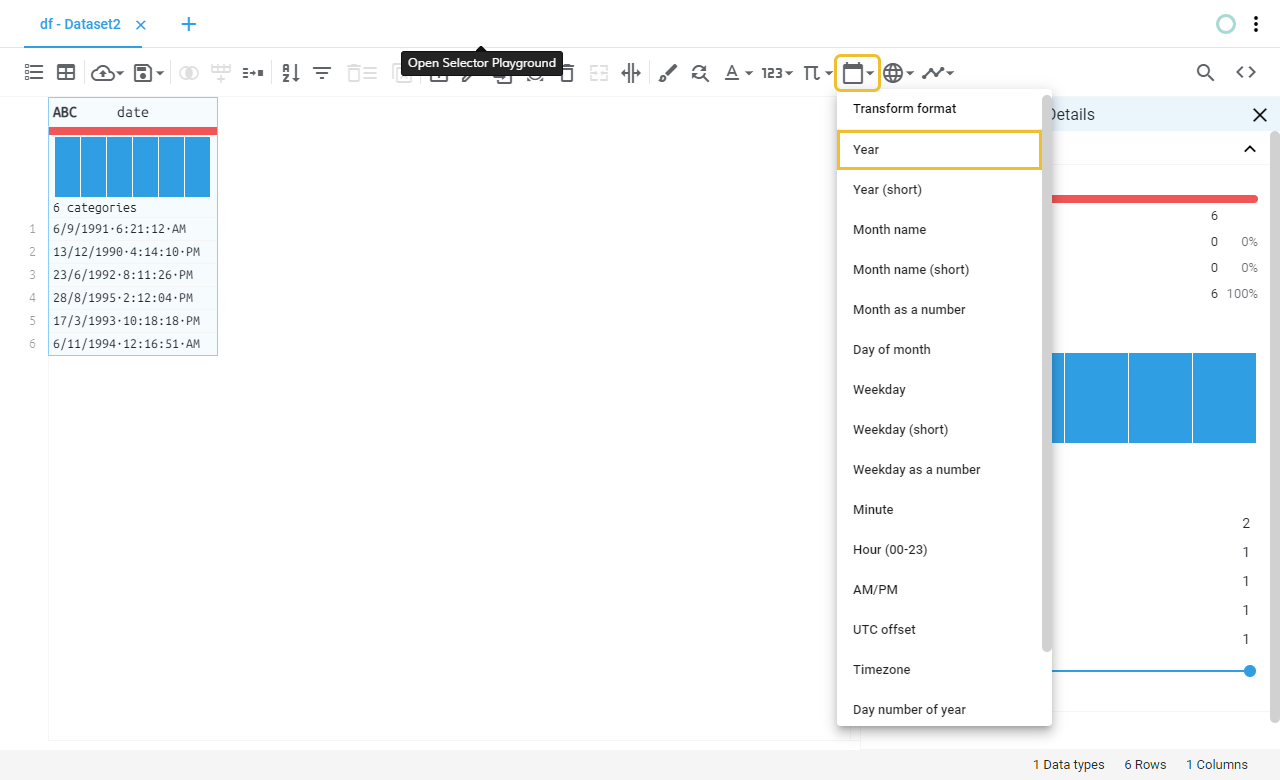 df - Dataset2
Open Selector Playground
123
ABC date
6 categories
1 6/9/1991·6:21:12·AM
2 13/12/1990·4:14:10·PM
3 23/6/1992·8:11:26·PM
4 28/8/1995·2:12:04·PM
5 17/3/1993·10:18:18·PM
6 6/11/1994·12:16:51·AM
Transform format
Year
Year (short)
Month name
Month name (short)
Month as a number
Day of month
Weekday
Weekday (short)
Weekday as a number
Minute
Hour (00-23)
AM/PM
UTC offset
Timezone
Day number of year
Details
6
0 0%
0 0%
6 100%
2
1
1
1
1
1 Data types 6 Rows 1 Columns